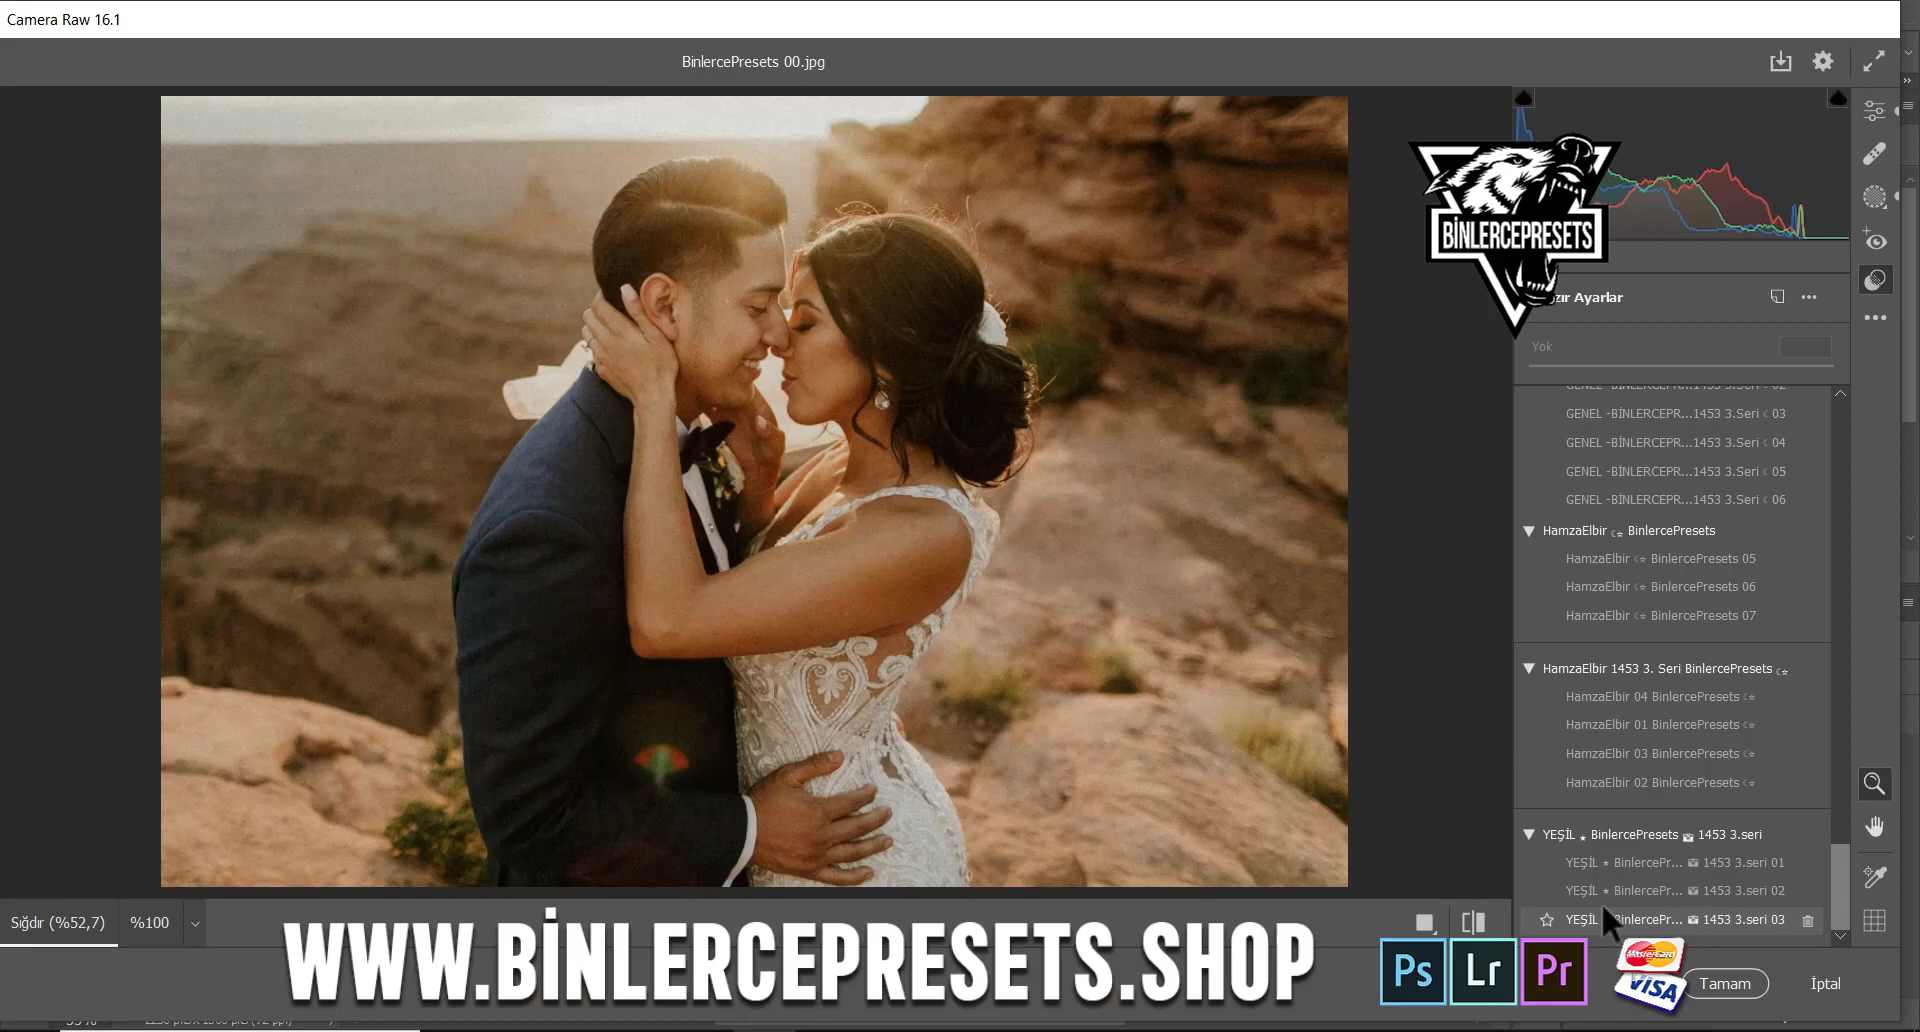 Camera Raw 16.1
BinlercePresets 00.jpg
BİNLERCEPRESETS
Ayarlar
Yok
GENEL -BİNLERCEPR...1453 3.Seri ☾ 03
GENEL -BİNLERCEPR...1453 3.Seri ☾ 04
GENEL -BİNLERCEPR...1453 3.Seri ☾ 05
GENEL -BİNLERCEPR...1453 3.Seri ☾ 06
HamzaElbir ☾⭐ BinlercePresets
HamzaElbir ☾⭐ BinlercePresets 05
HamzaElbir ☾⭐ BinlercePresets 06
HamzaElbir ☾⭐ BinlercePresets 07
HamzaElbir 1453 3. Seri BinlercePresets ☾⭐
HamzaElbir 04 BinlercePresets ☾⭐
HamzaElbir 01 BinlercePresets ☾⭐
HamzaElbir 03 BinlercePresets ☾⭐
HamzaElbir 02 BinlercePresets ☾⭐
YEŞİL ★ BinlercePresets 1453 3.seri
YEŞİL ★ BinlercePr... 1453 3.seri 01
YEŞİL ★ BinlercePr... 1453 3.seri 02
YEŞİL inlercePr... 1453 3.seri 03
Sığdır (%52,7) %100
WWW.BİNLERCEPRESETS.SHOP
Ps Lr Pr
MasterCard
VISA
Tamam İptal